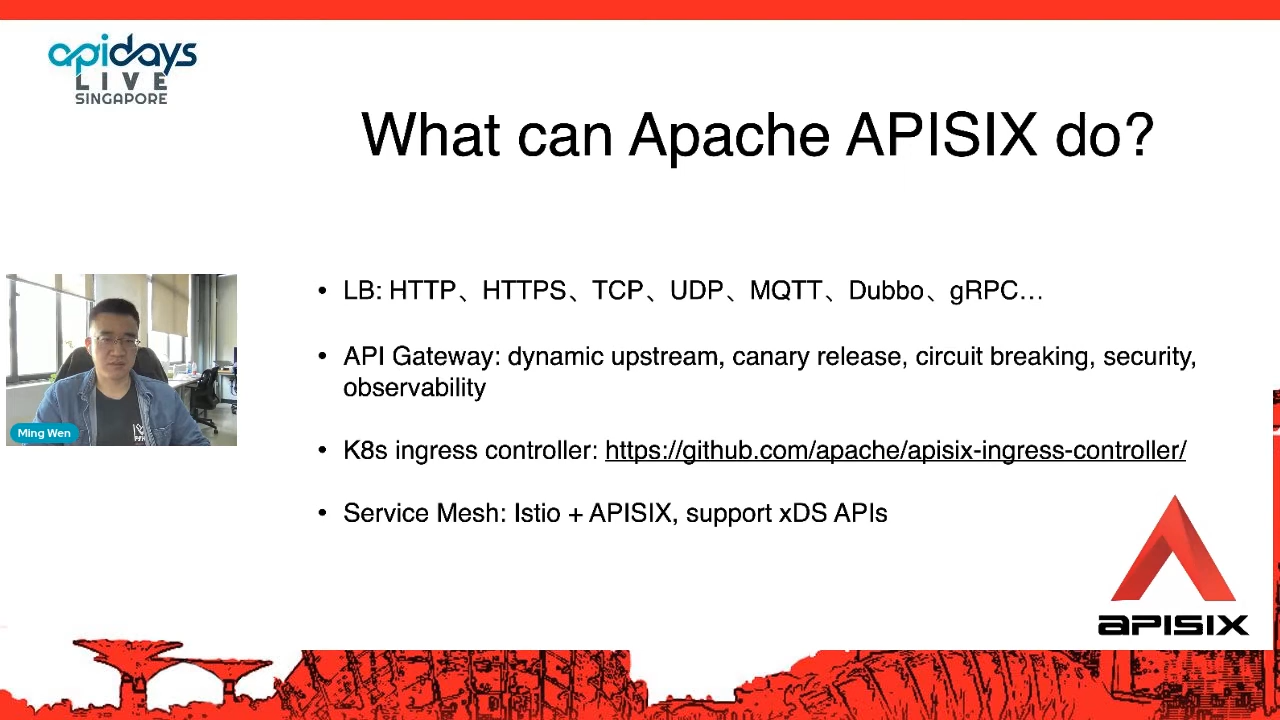 apidays
LIVE
SINGAPORE
What can Apache APISIX do?
• LB: HTTP、HTTPS、TCP、UDP、MQTT、Dubbo、gRPC…
• API Gateway: dynamic upstream, canary release, circuit breaking, security,
observability
• K8s ingress controller: https://github.com/apache/apisix-ingress-controller/
• Service Mesh: Istio + APISIX, support xDS APIs
Ming Wen
APISIX